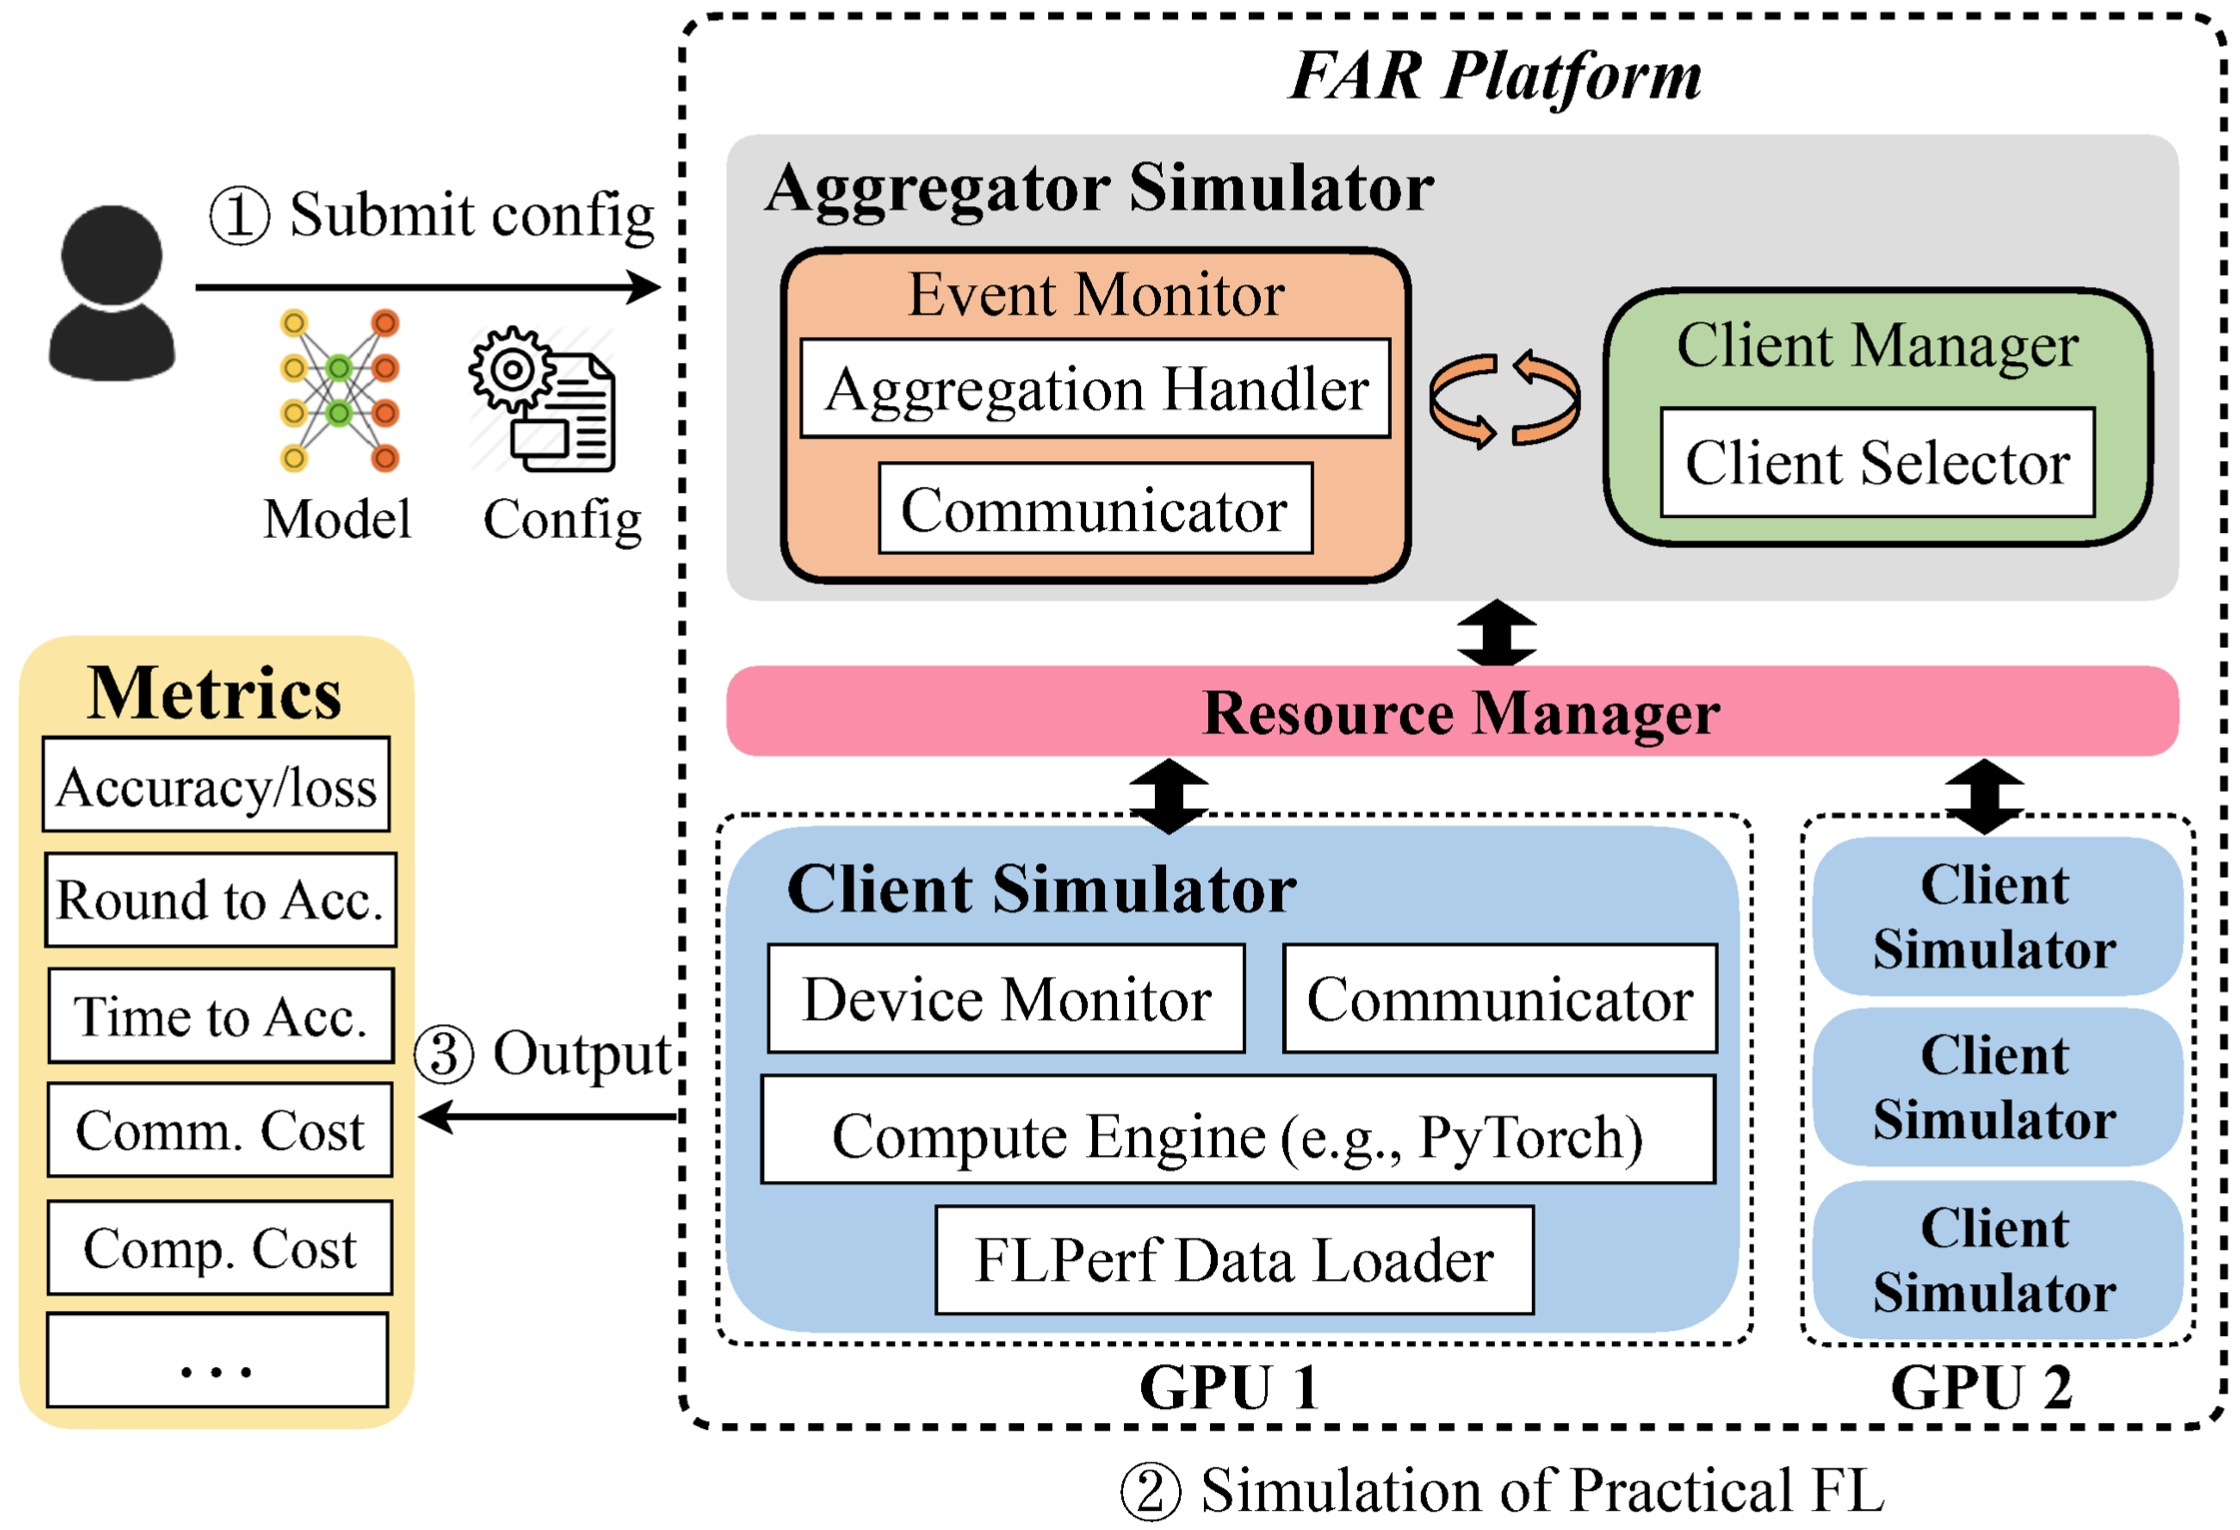 FAR Platform
① Submit config
Model
Config
Aggregator Simulator
Event Monitor
Aggregation Handler
Communicator
Client Manager
Client Selector
Resource Manager
Client Simulator
Device Monitor
Communicator
Compute Engine (e.g., PyTorch)
FLPerf Data Loader
GPU 1
Client
Simulator
Client
Simulator
Client
Simulator
GPU 2
② Simulation of Practical FL
③ Output
Metrics
Accuracy/loss
Round to Acc.
Time to Acc.
Comm. Cost
Comp. Cost
...